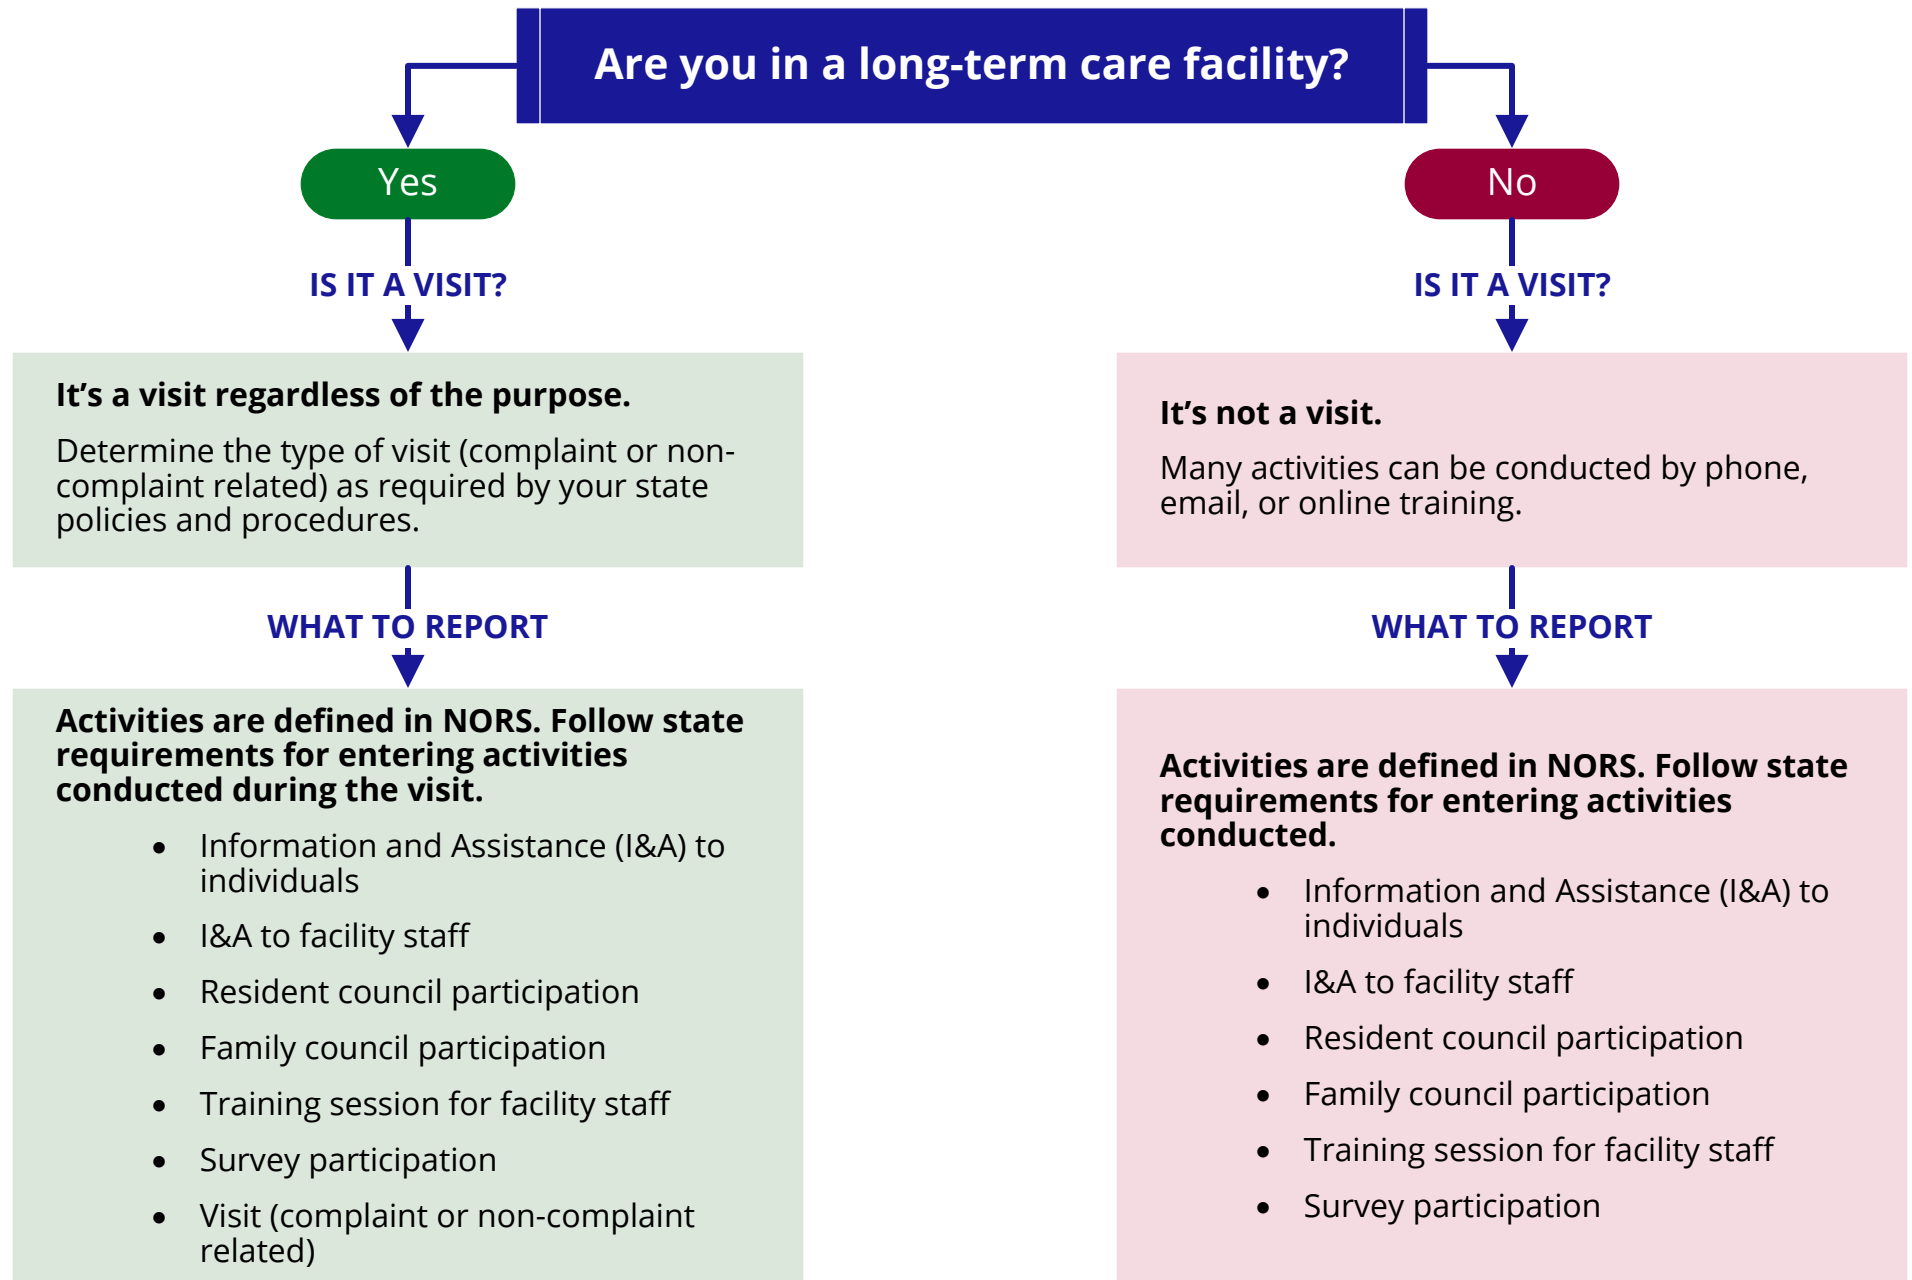 Are you in a long-term care facility?
Yes
IS IT A VISIT?
It’s a visit regardless of the purpose.
Determine the type of visit (complaint or non-
complaint related) as required by your state
policies and procedures.
WHAT TO REPORT
Activities are defined in NORS. Follow state
requirements for entering activities
conducted during the visit.
• Information and Assistance (I&A) to
individuals
• I&A to facility staff
• Resident council participation
• Family council participation
• Training session for facility staff
• Survey participation
• Visit (complaint or non-complaint
related)
No
IS IT A VISIT?
It’s not a visit.
Many activities can be conducted by phone,
email, or online training.
WHAT TO REPORT
Activities are defined in NORS. Follow state
requirements for entering activities
conducted.
• Information and Assistance (I&A) to
individuals
• I&A to facility staff
• Resident council participation
• Family council participation
• Training session for facility staff
• Survey participation